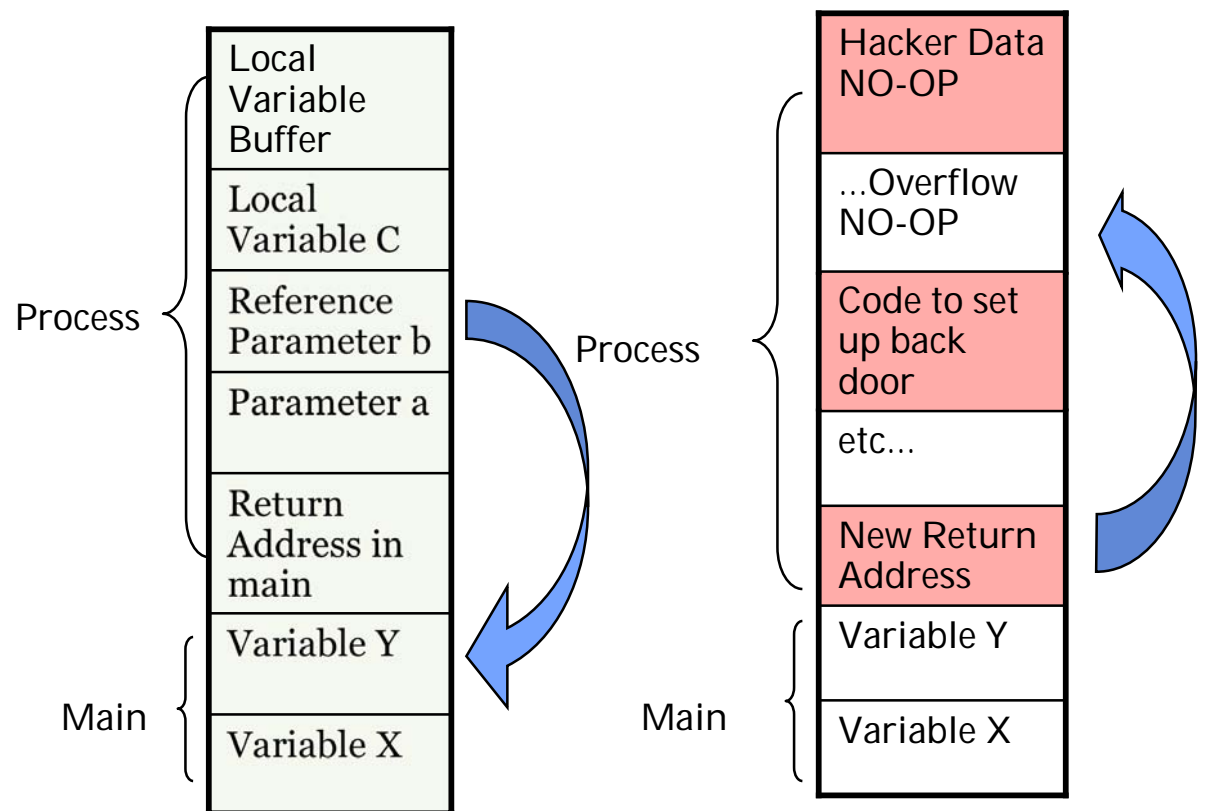 Local
Variable
Buffer
Local
Variable C
Reference
Parameter b
Parameter a
Return
Address in
main
Variable Y
Variable X
Process
Main
Hacker Data
NO-OP
...Overflow
NO-OP
Code to set
up back
door
etc...
New Return
Address
Variable Y
Variable X
Process
Main